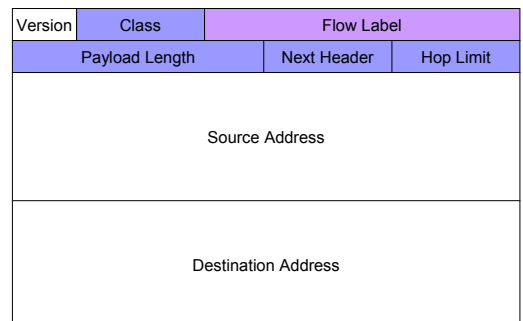 Version Class Flow Label
Payload Length Next Header Hop Limit
Source Address
Destination Address